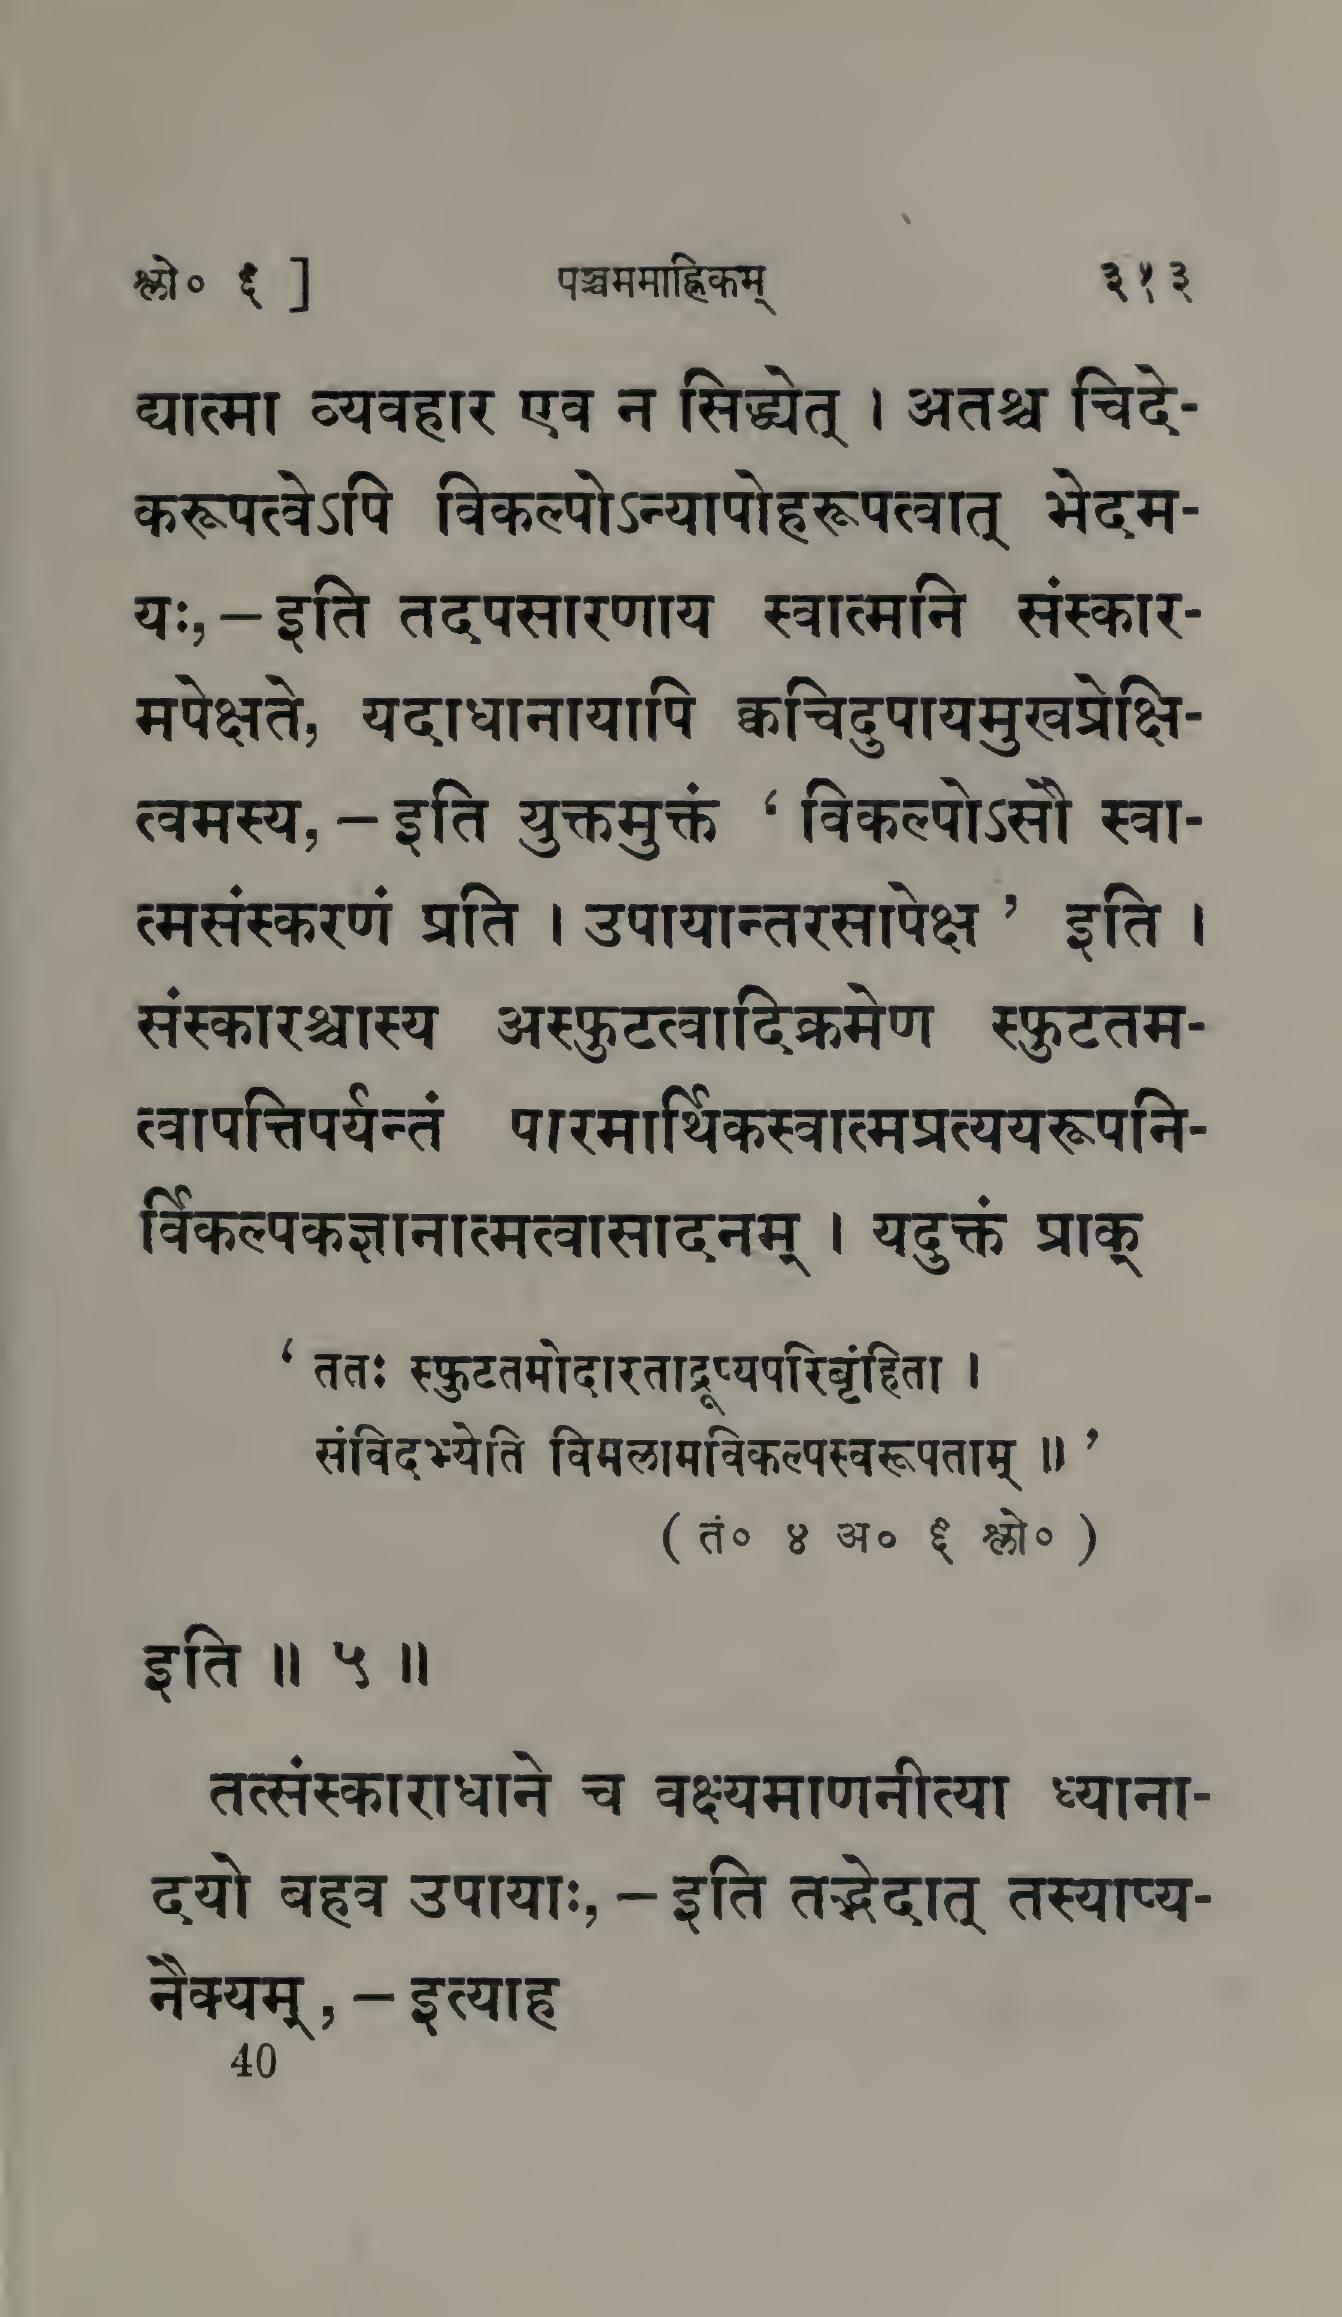 श्लो० ६ ] पञ्चममाह्निकम् ३१३
द्यात्मा व्यवहार एव न सिद्ध्येत् । अतश्च चिदे-
करूपत्वेऽपि विकल्पोऽन्यापोहरूपत्वात् भेदम-
यः, – इति तदपसारणाय स्वात्मनि संस्कार-
मपेक्षते, यदाधानायापि क्वचिदुपायमुखप्रेक्षि-
त्वमस्य, – इति युक्तमुक्तं ‘ विकल्पोऽसौ स्वा-
त्मसंस्करणं प्रति । उपायान्तरसापेक्ष ’ इति ।
संस्कारश्चास्य अस्फुटत्वादिक्रमेण स्फुटतम-
त्वापत्तिपर्यन्तं पारमार्थिकस्वात्मप्रत्ययरूपनि-
र्विकल्पकज्ञानात्मत्वासादनम् । यदुक्तं प्राक्
‘ ततः स्फुटतमोदारताद्रूप्यपरिबृंहिता ।
संविदभ्येति विमलामविकल्पस्वरूपताम् ॥ ’
( तं० ४ अ० ६ श्लो० )
इति ॥ ५ ॥
तत्संस्काराधाने च वक्ष्यमाणनीत्या ध्याना-
दयो बहव उपायाः, – इति तद्भेदात् तस्याप्य-
नैक्यम्, – इत्याह
40